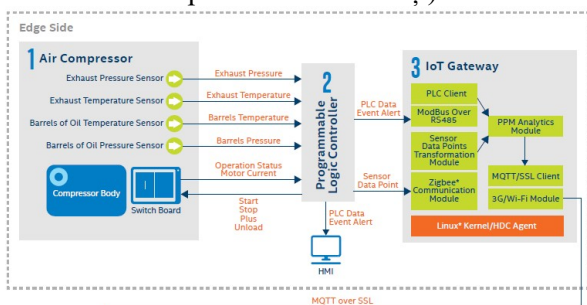 Edge Side
1 Air Compressor
Exhaust Pressure Sensor
Exhaust Temperature Sensor
Barrels of Oil Temperature Sensor
Barrels of Oil Pressure Sensor
Compressor Body
Switch Board
Exhaust Pressure
Exhaust Temperature
Barrels Temperature
Barrels Pressure
Operation Status
Motor Current
Start
Stop
Plus
Unload
2
Programmable
Logic Controller
PLC Data
Event Alert
Sensor
Data Point
PLC Data
Event Alert
HMI
3 IoT Gateway
PLC Client
ModBus Over
RS485
Sensor
Data Points
Transformation
Module
Zigbee*
Communication
Module
PPM Analytics
Module
MQTT/SSL Client
3G/Wi-Fi Module
Linux* Kernel/HDC Agent
MQTT over SSL